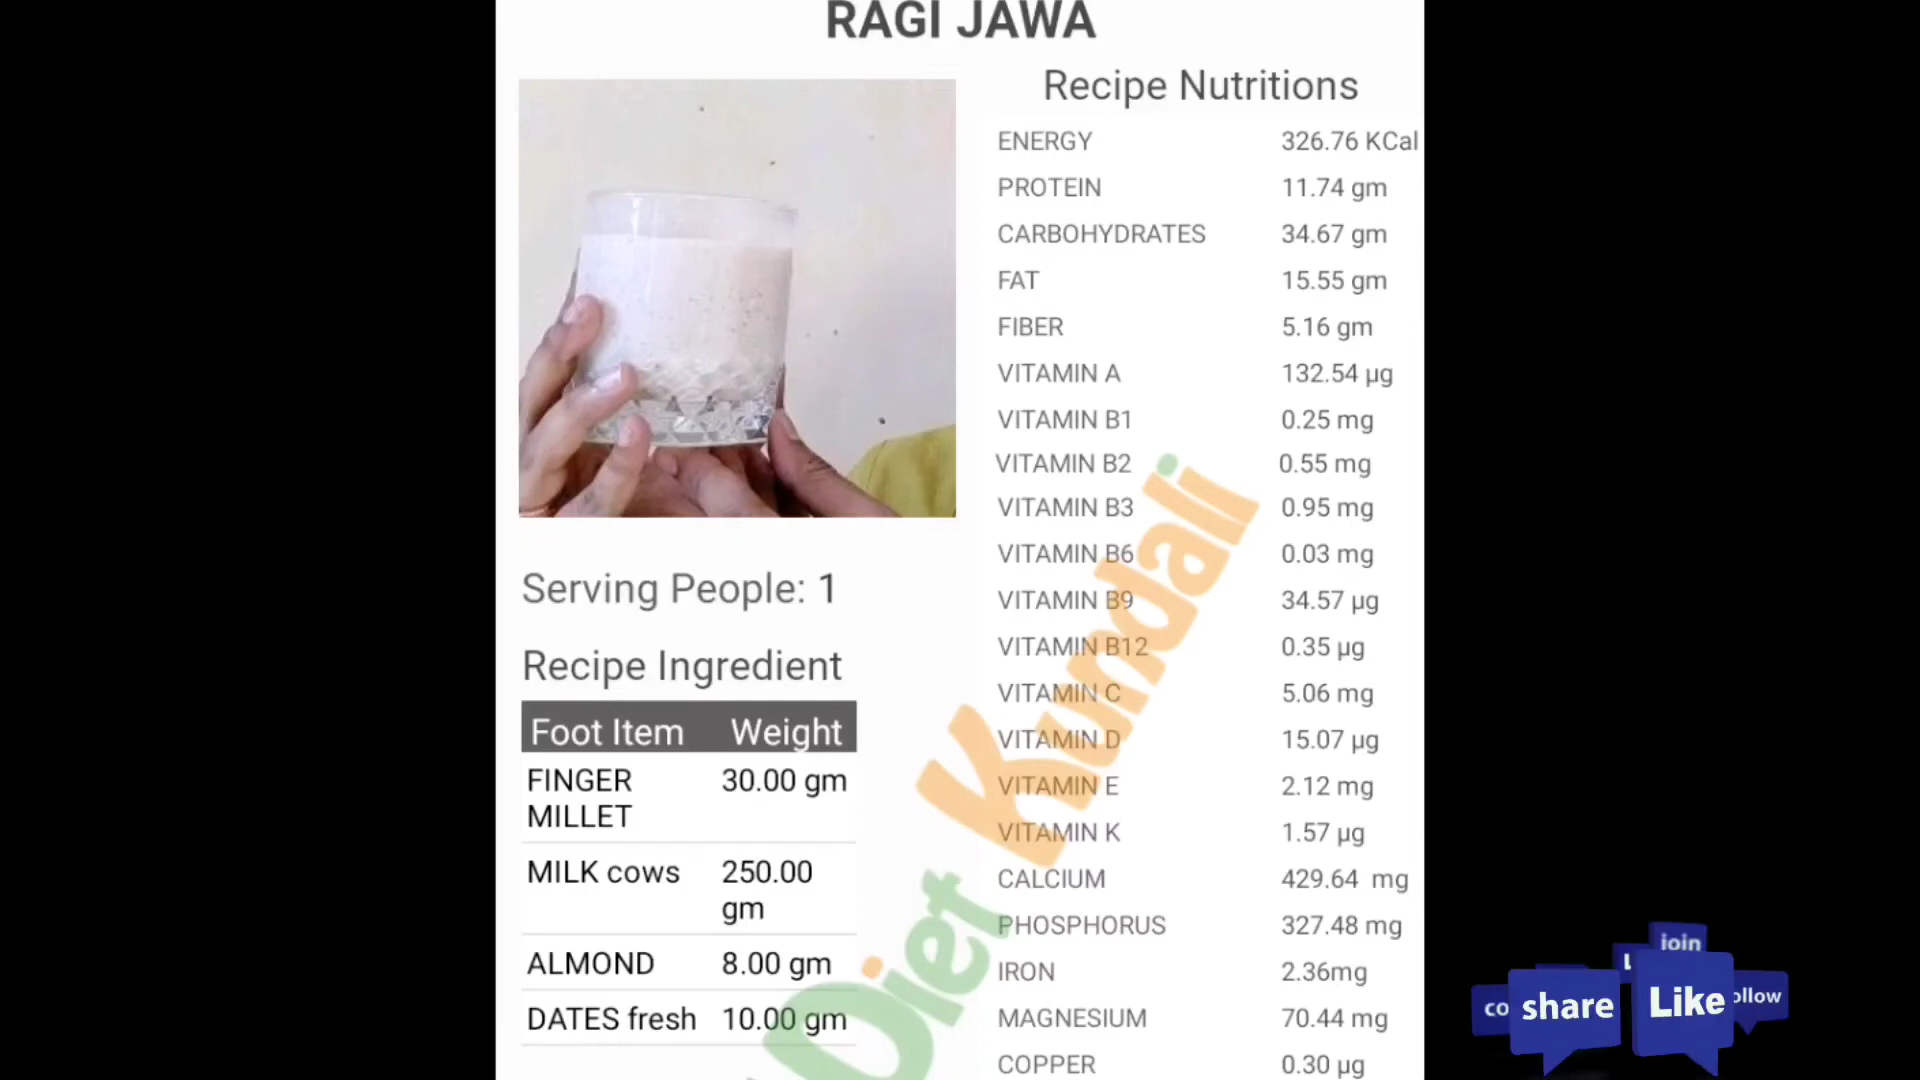 RAGI JAWA
Serving People: 1
Recipe Ingredient
Foot Item Weight
FINGER MILLET 30.00 gm
MILK cows 250.00 gm
ALMOND 8.00 gm
DATES fresh 10.00 gm
Recipe Nutritions
ENERGY 326.76 KCal
PROTEIN 11.74 gm
CARBOHYDRATES 34.67 gm
FAT 15.55 gm
FIBER 5.16 gm
VITAMIN A 132.54 µg
VITAMIN B1 0.25 mg
VITAMIN B2 0.55 mg
VITAMIN B3 0.95 mg
VITAMIN B6 0.03 mg
VITAMIN B9 34.57 µg
VITAMIN B12 0.35 µg
VITAMIN C 5.06 mg
VITAMIN D 15.07 µg
VITAMIN E 2.12 mg
VITAMIN K 1.57 µg
CALCIUM 429.64 mg
PHOSPHORUS 327.48 mg
IRON 2.36mg
MAGNESIUM 70.44 mg
COPPER 0.30 µg
Diet Kundali
join
co share Like ollow